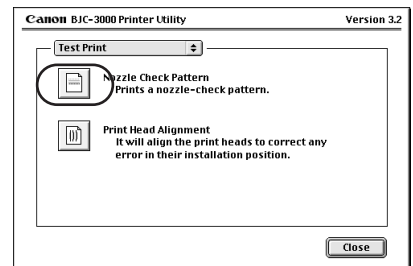 Canon BJC-3000 Printer Utility Version 3.2
Test Print
Nozzle Check Pattern
Prints a nozzle-check pattern.
Print Head Alignment
It will align the print heads to correct any
error in their installation position.
Close